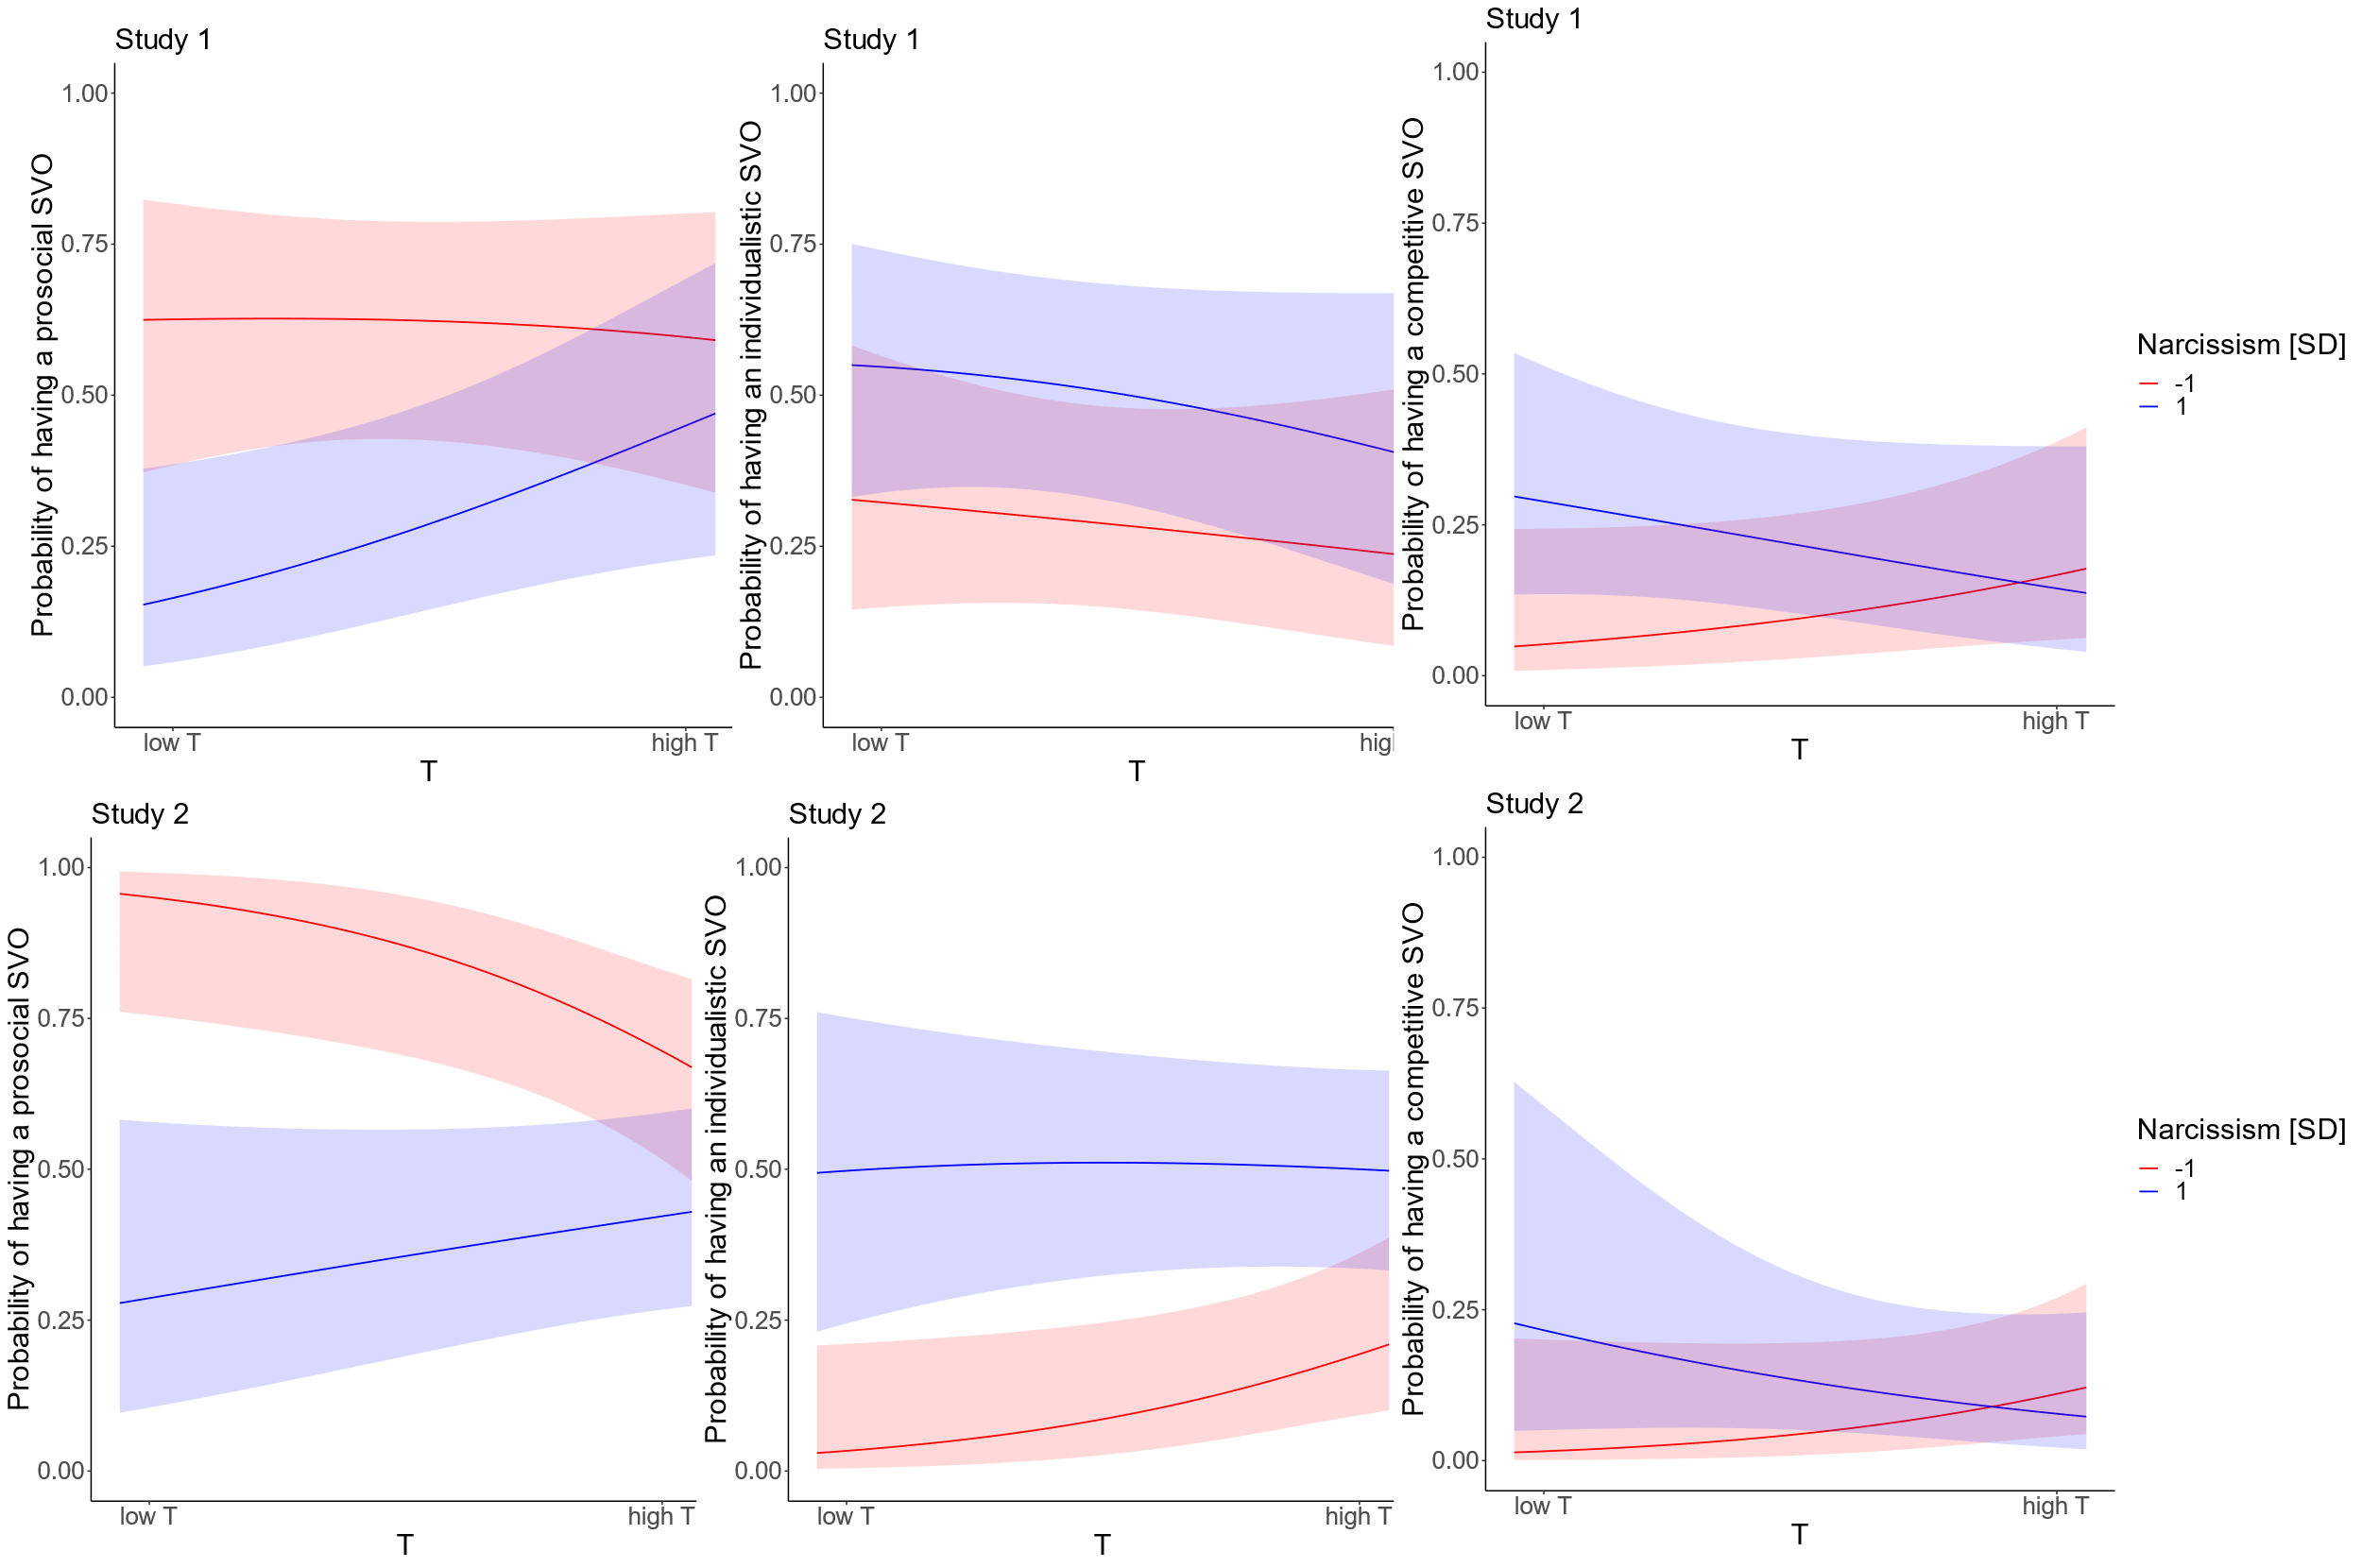 Study 1
Probability of having a prosocial SVO
1.00
0.75
0.50
0.25
0.00
low T
high T
T
Study 1
Probability of having an individualistic SVO
1.00
0.75
0.50
0.25
0.00
low T
hig
T
Study 1
Probability of having a competitive SVO
1.00
0.75
0.50
0.25
0.00
low T
high T
T
Narcissism [SD]
-1
1
Study 2
Probability of having a prosocial SVO
1.00
0.75
0.50
0.25
0.00
low T
high T
T
Study 2
Probability of having an individualistic SVO
1.00
0.75
0.50
0.25
0.00
low T
high T
T
Study 2
Probability of having a competitive SVO
1.00
0.75
0.50
0.25
0.00
low T
high T
T
Narcissism [SD]
-1
1